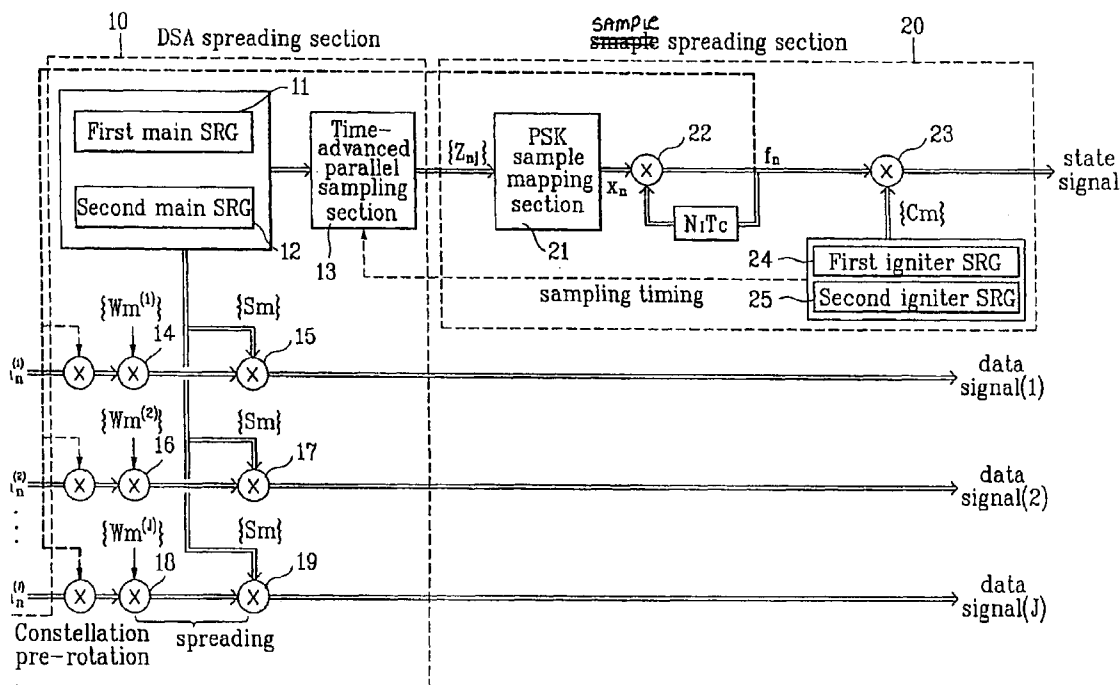 SAMPLE
10
DSA spreading section
smaple spreading section
20
11
First main SRG
Second main SRG
12
Time-
advanced
parallel
sampling
section
13
{Znj}
PSK
sample
mapping
section
21
xn
X
22
fn
NITc
X
23
state
signal
{Cm}
24
First igniter SRG
25
Second igniter SRG
sampling timing
{Wm(1)}
14
{Sm}
15
X
X
X
data
signal(1)
{Wm(2)}
16
{Sm}
17
X
X
X
data
signal(2)
{Wm(J)}
18
{Sm}
19
X
X
X
data
signal(J)
Constellation
pre-rotation
spreading